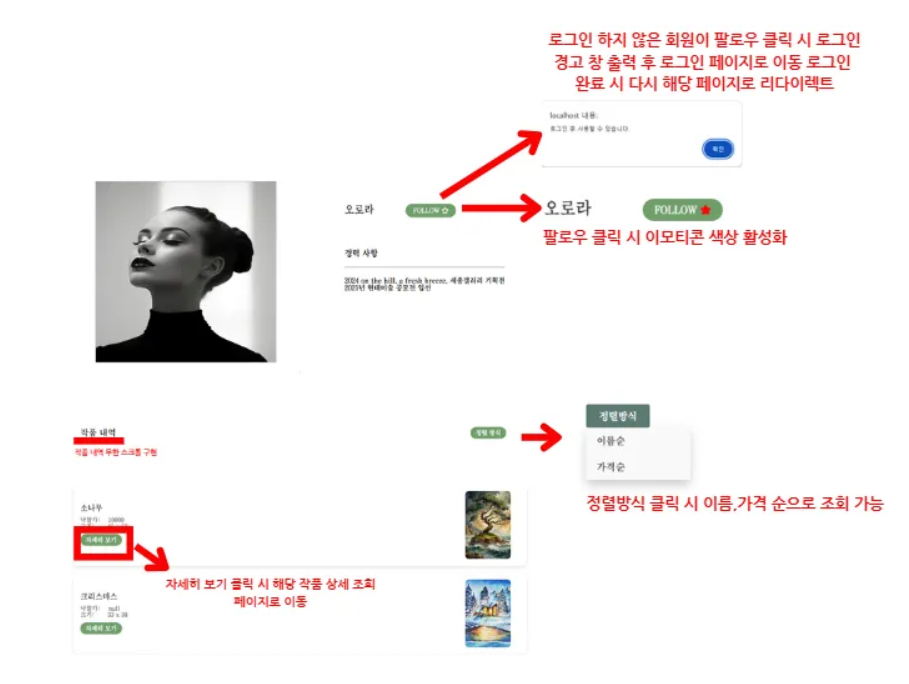 로그인 하지 않은 회원이 팔로우 클릭 시 로그인
경고 창 출력 후 로그인 페이지로 이동 로그인
완료 시 다시 해당 페이지로 리다이렉트
localhost 내용:
로그인 후 사용할 수 있습니다.
확인
오로라
FOLLOW
오로라
FOLLOW
팔로우 클릭 시 이모티콘 색상 활성화
경력 사항
2024 on the hill, a fresh breeze, 세종갤러리 기획전
2023년 현대미술 공모전 입선
작품 내역
작품 내역 무한 스크롤 구현
정렬 방식
정렬방식
이름순
가격순
정렬방식 클릭 시 이름,가격 순으로 조회 가능
소나무
낙찰가: 10000
자세히 보기
자세히 보기 클릭 시 해당 작품 상세 조회
페이지로 이동
크리스마스
낙찰가: null
크기: 32 x 38
자세히 보기